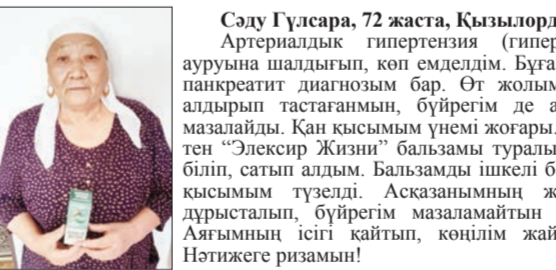 Сәду Гүлсара, 72 жаста, Қызылорд
Артериалдык гипертензия (гипер
ауруына шалдығып, көп емделдім. Бұға
панкреатит диагнозым бар. Өт жолым
алдырып тастағанмын, бүйрегім де а
мазалайды. Қан қысымым үнемі жоғары.
тен “Элексир Жизни” бальзамы туралы
біліп, сатып алдым. Бальзамды ішкелі б
қысымым түзелді. Асқазанымның ж
дұрысталып, бүйрегім мазаламайтын
Аяғымның ісігі қайтып, көңілім жай
Нәтижеге ризамын!